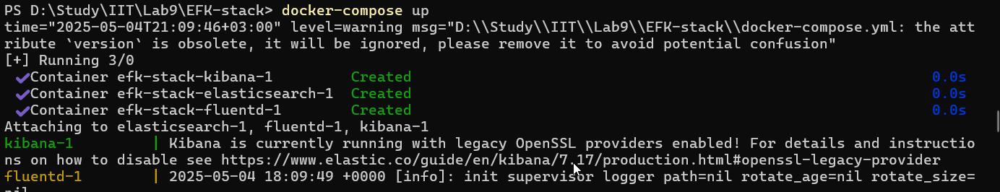 PS D:\Study\IIT\Lab9\EFK-stack> docker-compose up
time="2025-05-04T21:09:46+03:00" level=warning msg="D:\\Study\\IIT\\Lab9\\EFK-stack\\docker-compose.yml: the att
ribute `version` is obsolete, it will be ignored, please remove it to avoid potential confusion"
[+] Running 3/0
✔Container efk-stack-kibana-1 Created 0.0s
✔Container efk-stack-elasticsearch-1 Created 0.0s
✔Container efk-stack-fluentd-1 Created 0.0s
Attaching to elasticsearch-1, fluentd-1, kibana-1
kibana-1 | Kibana is currently running with legacy OpenSSL providers enabled! For details and instructio
ns on how to disable see https://www.elastic.co/guide/en/kibana/7.17/production.html#openssl-legacy-provider
fluentd-1 | 2025-05-04 18:09:49 +0000 [info]: init supervisor logger path=nil rotate_age=nil rotate_size=
nil